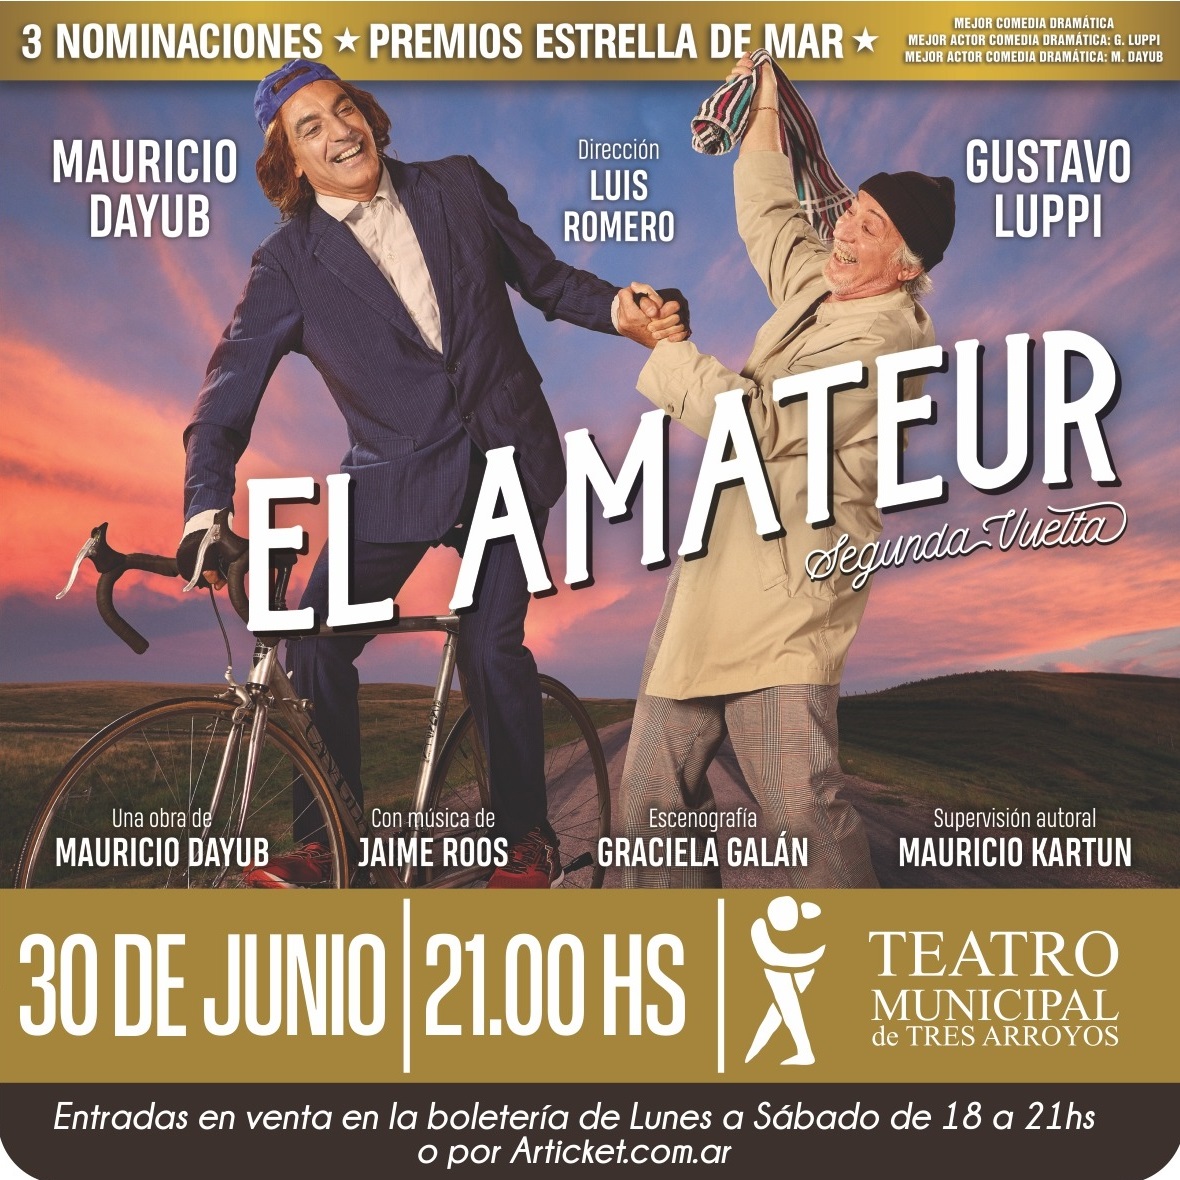 3 NOMINACIONES ★ PREMIOS ESTRELLA DE MAR ★
MEJOR COMEDIA DRAMÁTICA
MEJOR ACTOR COMEDIA DRAMÁTICA: G. LUPPI
MEJOR ACTOR COMEDIA DRAMÁTICA: M. DAYUB
MAURICIO
DAYUB
Dirección
LUIS
ROMERO
GUSTAVO
LUPPI
EL AMATEUR
Segunda Vuelta
Una obra de
MAURICIO DAYUB
Con música de
JAIME ROOS
Escenografía
GRACIELA GALÁN
Supervisión autoral
MAURICIO KARTUN
30 DE JUNIO
21.00 HS
TEATRO
MUNICIPAL
de TRES ARROYOS
Entradas en venta en la boletería de Lunes a Sábado de 18 a 21hs
o por Articket.com.ar